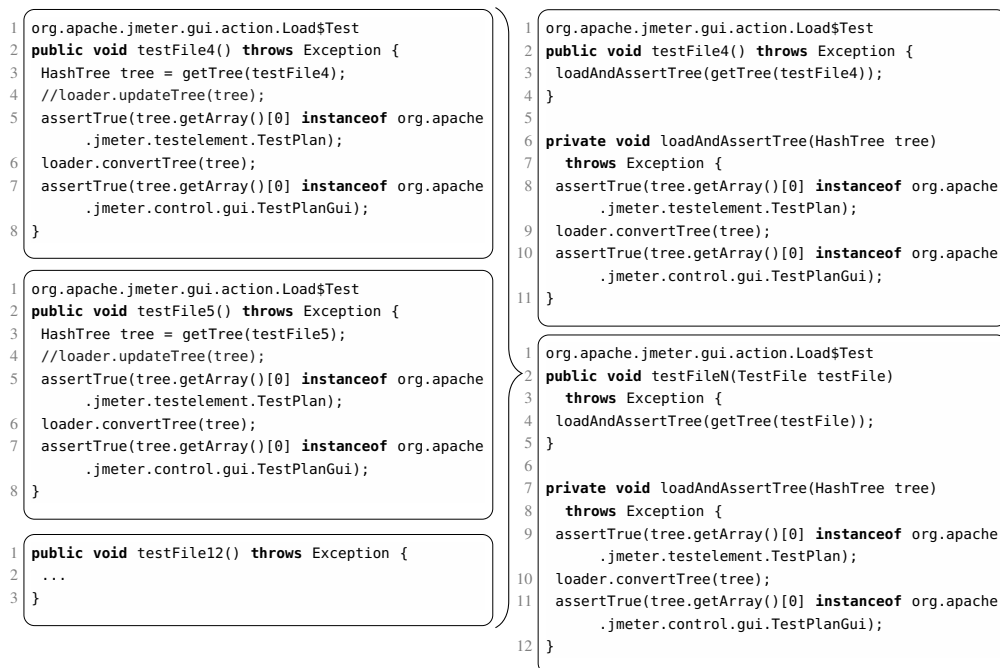 1 org.apache.jmeter.gui.action.Load$Test
2 public void testFile4() throws Exception {
3 HashTree tree = getTree(testFile4);
4 //loader.updateTree(tree);
5 assertTrue(tree.getArray()[0] instanceof org.apache
.jmeter.testelement.TestPlan);
6 loader.convertTree(tree);
7 assertTrue(tree.getArray()[0] instanceof org.apache
.jmeter.control.gui.TestPlanGui);
8 }
1 org.apache.jmeter.gui.action.Load$Test
2 public void testFile5() throws Exception {
3 HashTree tree = getTree(testFile5);
4 //loader.updateTree(tree);
5 assertTrue(tree.getArray()[0] instanceof org.apache
.jmeter.testelement.TestPlan);
6 loader.convertTree(tree);
7 assertTrue(tree.getArray()[0] instanceof org.apache
.jmeter.control.gui.TestPlanGui);
8 }
1 public void testFile12() throws Exception {
2 ...
3 }
1 org.apache.jmeter.gui.action.Load$Test
2 public void testFile4() throws Exception {
3 loadAndAssertTree(getTree(testFile4));
4 }
5
6 private void loadAndAssertTree(HashTree tree)
7 throws Exception {
8 assertTrue(tree.getArray()[0] instanceof org.apache
.jmeter.testelement.TestPlan);
9 loader.convertTree(tree);
10 assertTrue(tree.getArray()[0] instanceof org.apache
.jmeter.control.gui.TestPlanGui);
11 }
1 org.apache.jmeter.gui.action.Load$Test
2 public void testFileN(TestFile testFile)
3 throws Exception {
4 loadAndAssertTree(getTree(testFile));
5 }
6
7 private void loadAndAssertTree(HashTree tree)
8 throws Exception {
9 assertTrue(tree.getArray()[0] instanceof org.apache
.jmeter.testelement.TestPlan);
10 loader.convertTree(tree);
11 assertTrue(tree.getArray()[0] instanceof org.apache
.jmeter.control.gui.TestPlanGui);
12 }